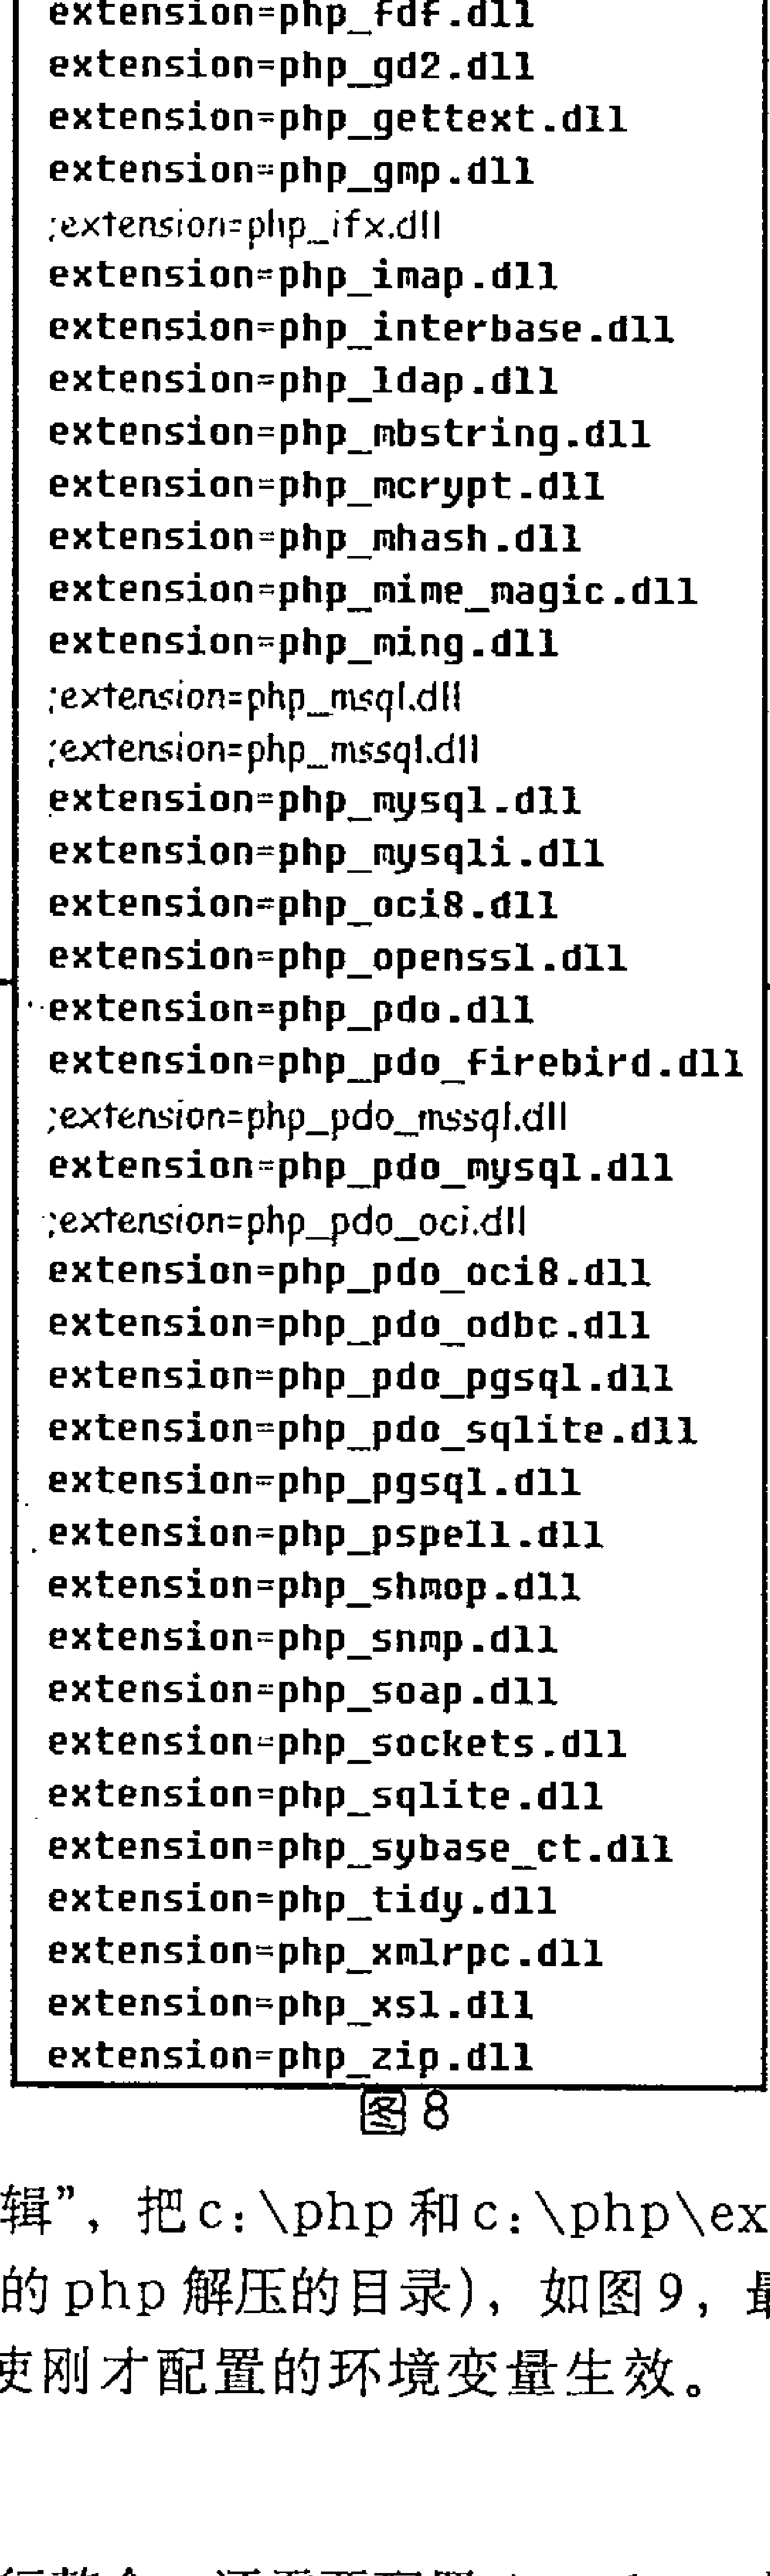 extension=php_fdf.dll
extension=php_gd2.dll
extension=php_gettext.dll
extension=php_gmp.dll
;extension=php_ifx.dll
extension=php_imap.dll
extension=php_interbase.dll
extension=php_ldap.dll
extension=php_mbstring.dll
extension=php_mcrypt.dll
extension=php_mhash.dll
extension=php_mime_magic.dll
extension=php_ming.dll
;extension=php_msql.dll
;extension=php_mssql.dll
extension=php_mysql.dll
extension=php_mysqli.dll
extension=php_oci8.dll
extension=php_openssl.dll
extension=php_pdo.dll
extension=php_pdo_firebird.dll
;extension=php_pdo_mssql.dll
extension=php_pdo_mysql.dll
;extension=php_pdo_oci.dll
extension=php_pdo_oci8.dll
extension=php_pdo_odbc.dll
extension=php_pdo_pgsql.dll
extension=php_pdo_sqlite.dll
extension=php_pgsql.dll
extension=php_pspell.dll
extension=php_shmop.dll
extension=php_snmp.dll
extension=php_soap.dll
extension=php_sockets.dll
extension=php_sqlite.dll
extension=php_sybase_ct.dll
extension=php_tidy.dll
extension=php_xmlrpc.dll
extension=php_xsl.dll
extension=php_zip.dll
图 8
辑”，把c:\php 和c:\php\ex
的 php 解压的目录)，如图 9，
使刚才配置的环境变量生效。